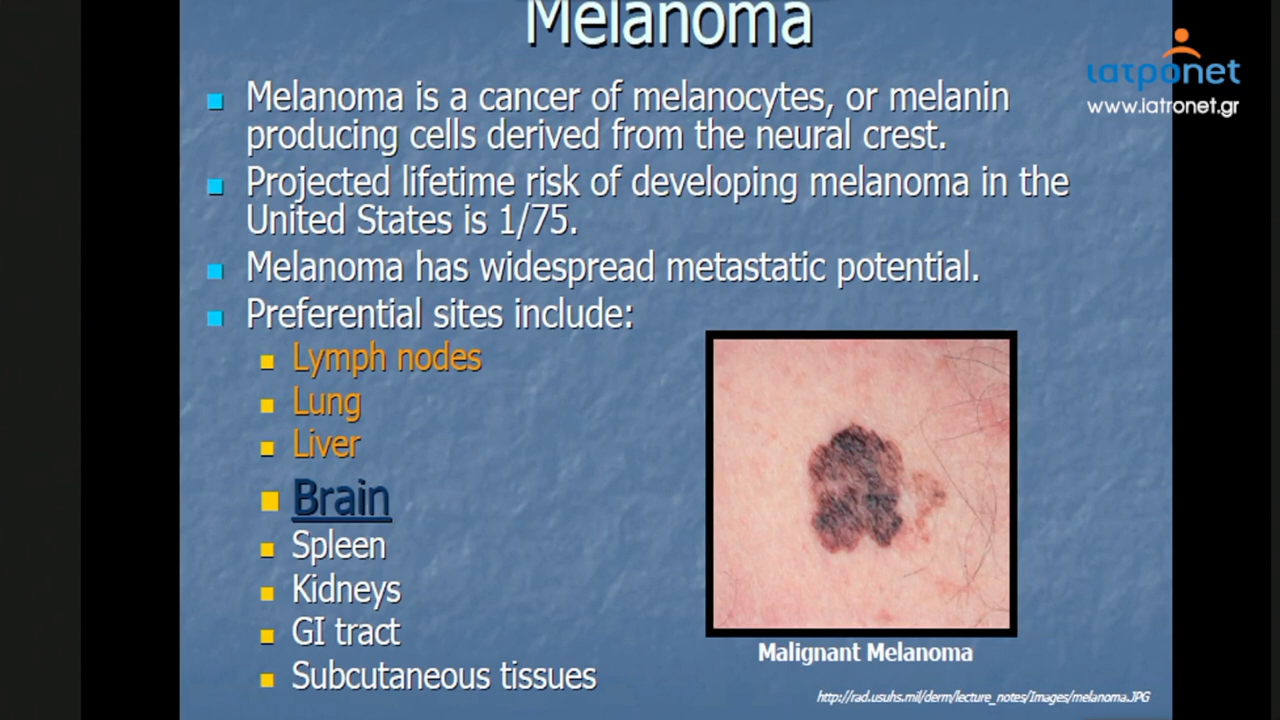 Melanoma
ιατροnet
www.iatronet.gr
Melanoma is a cancer of melanocytes, or melanin
producing cells derived from the neural crest.
Projected lifetime risk of developing melanoma in the
United States is 1/75.
Melanoma has widespread metastatic potential.
Preferential sites include:
Lymph nodes
Lung
Liver
Brain
Spleen
Kidneys
GI tract
Subcutaneous tissues
Malignant Melanoma
http://rad.usuhs.mil/derm/lecture_notes/Images/melanoma.JPG